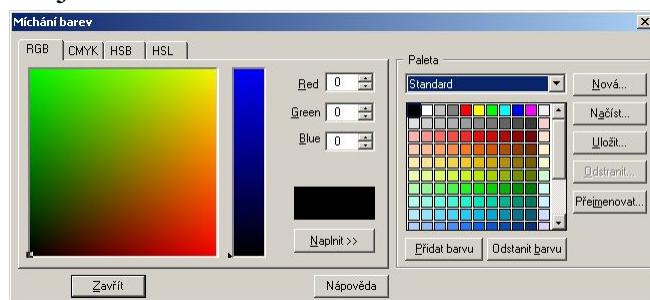 Míchání barev
RGB CMYK HSB HSL
Red 0
Green 0
Blue 0
Naplnit >>
Paleta
Standard
Nová...
Načíst...
Uložit...
Odstranit...
Přejmenovat...
Přidat barvu Odstanit barvu
Zavřít Nápověda